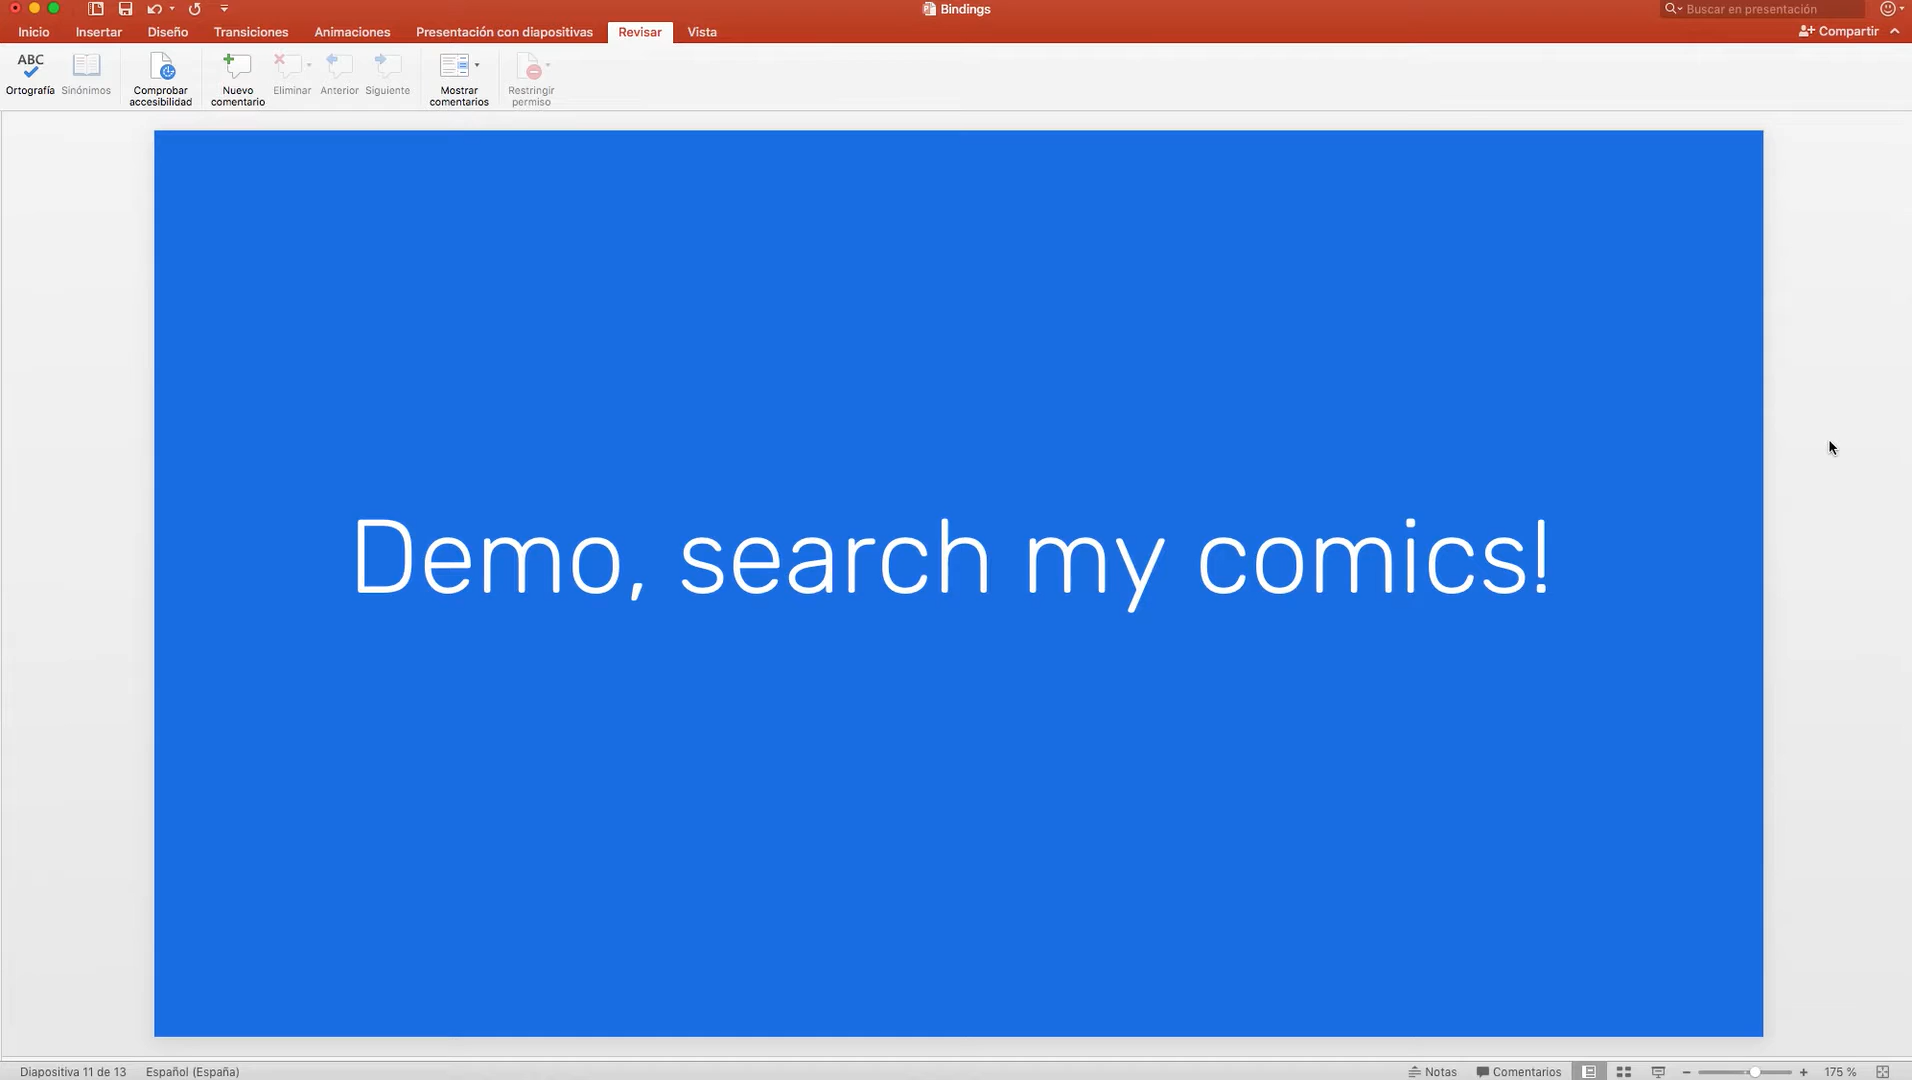 Bindings
Buscar en presentación
Inicio Insertar Diseño Transiciones Animaciones Presentación con diapositivas Revisar Vista Compartir
ABC
Ortografía Sinónimos Comprobar accesibilidad Nuevo comentario Eliminar Anterior Siguiente Mostrar comentarios Restringir permiso
Demo, search my comics!
Diapositiva 11 de 13 Español (España) Notas Comentarios 175 %